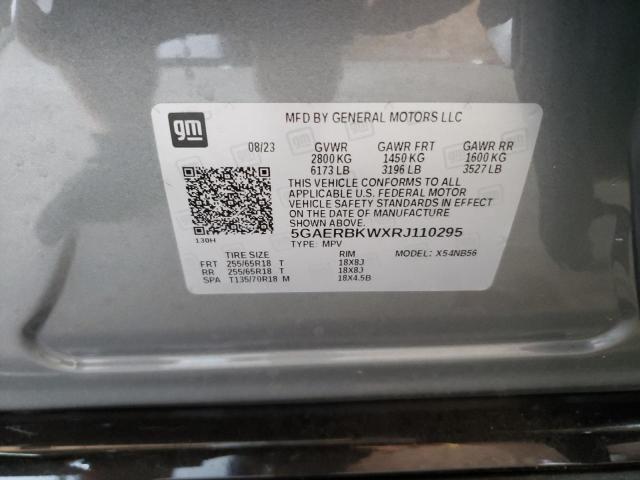 gm
MFD BY GENERAL MOTORS LLC
08/23 GVWR GAWR FRT GAWR RR
2800 KG 1450 KG 1600 KG
6173 LB 3196 LB 3527 LB
THIS VEHICLE CONFORMS TO ALL
APPLICABLE U.S. FEDERAL MOTOR
VEHICLE SAFETY STANDARDS IN EFFECT
ON THE DATE OF MANUFACTURE
SHOWN ABOVE.
130H
5GAERBKWXRJ110295
TYPE: MPV MODEL: X54NB56
TIRE SIZE RIM
FRT 255/65R18 T 18X8J
RR 255/65R18 T 18X8J
SPA T135/70R18 M 18X4.5B